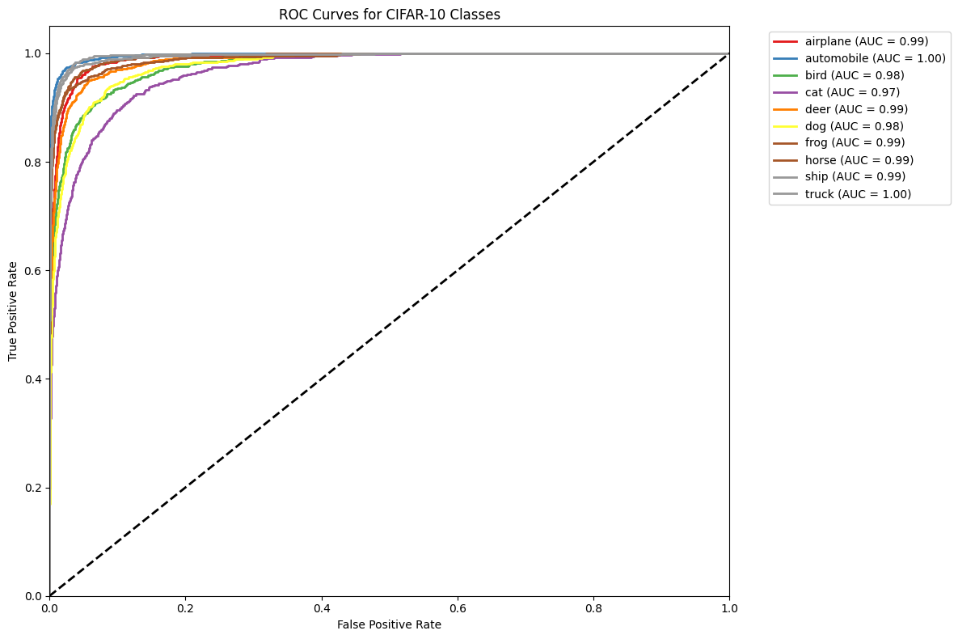 ROC Curves for CIFAR-10 Classes
True Positive Rate
1.0
0.8
0.6
0.4
0.2
0.0
0.0 0.2 0.4 0.6 0.8 1.0
False Positive Rate
airplane (AUC = 0.99)
automobile (AUC = 1.00)
bird (AUC = 0.98)
cat (AUC = 0.97)
deer (AUC = 0.99)
dog (AUC = 0.98)
frog (AUC = 0.99)
horse (AUC = 0.99)
ship (AUC = 0.99)
truck (AUC = 1.00)